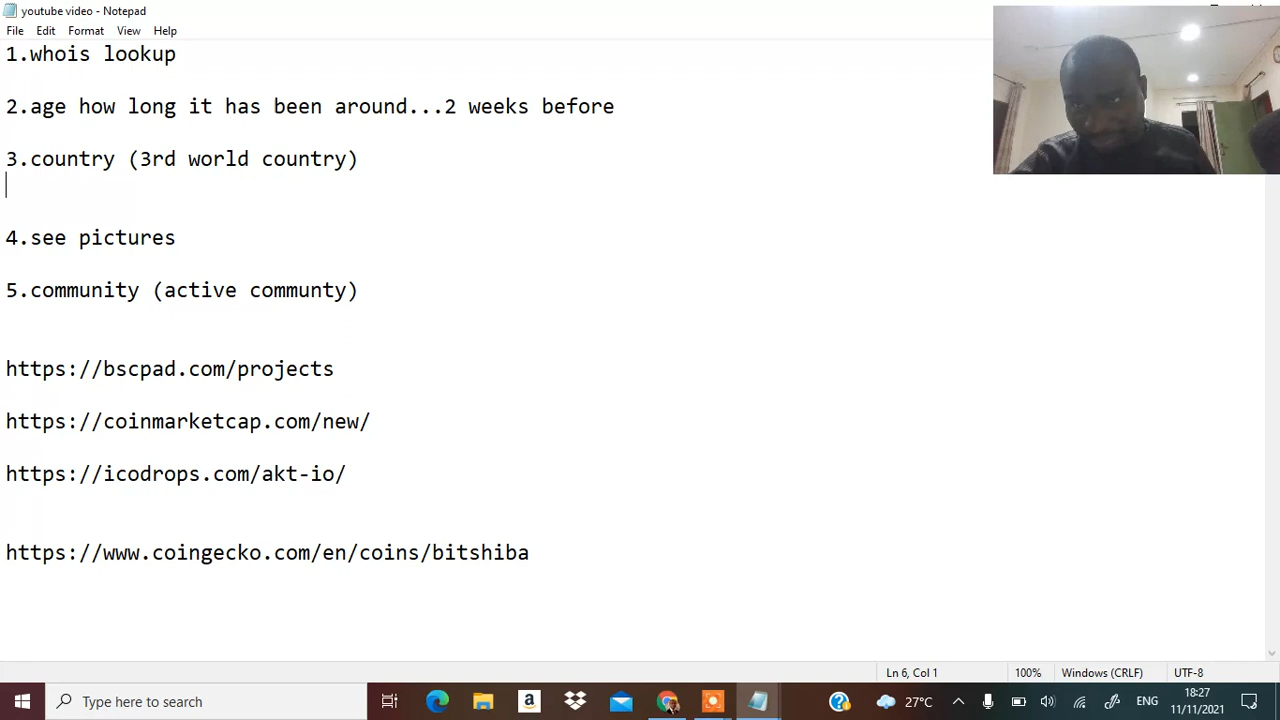 youtube video - Notepad
File Edit Format View Help
1.whois lookup
2.age how long it has been around...2 weeks before
3.country (3rd world country)
4.see pictures
5.community (active communty)
https://bscpad.com/projects
https://coinmarketcap.com/new/
https://icodrops.com/akt-io/
https://www.coingecko.com/en/coins/bitshiba
Ln 6, Col 1 100% Windows (CRLF) UTF-8
Type here to search
27°C
ENG
18:27
11/11/2021